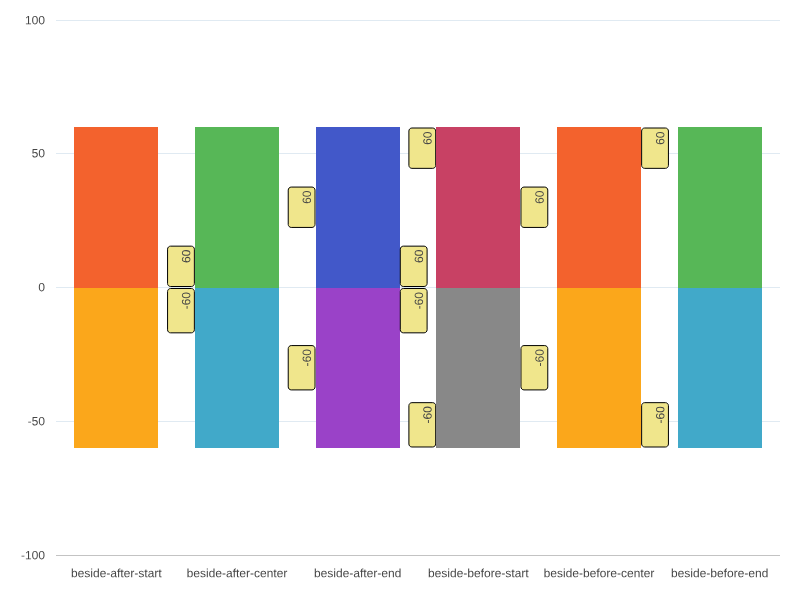 100
50
0
-50
-100
60
60
60
60
60
60
-60
-60
-60
-60
-60
-60
beside-after-start
beside-after-center
beside-after-end
beside-before-start
beside-before-center
beside-before-end